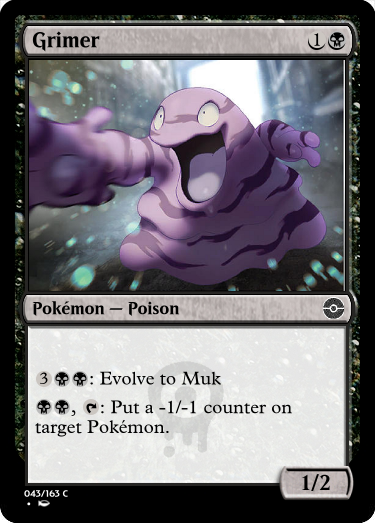 Grimer 1
Pokémon — Poison
3 : Evolve to Muk
, : Put a -1/-1 counter on
target Pokémon.
1/2
043/163 C